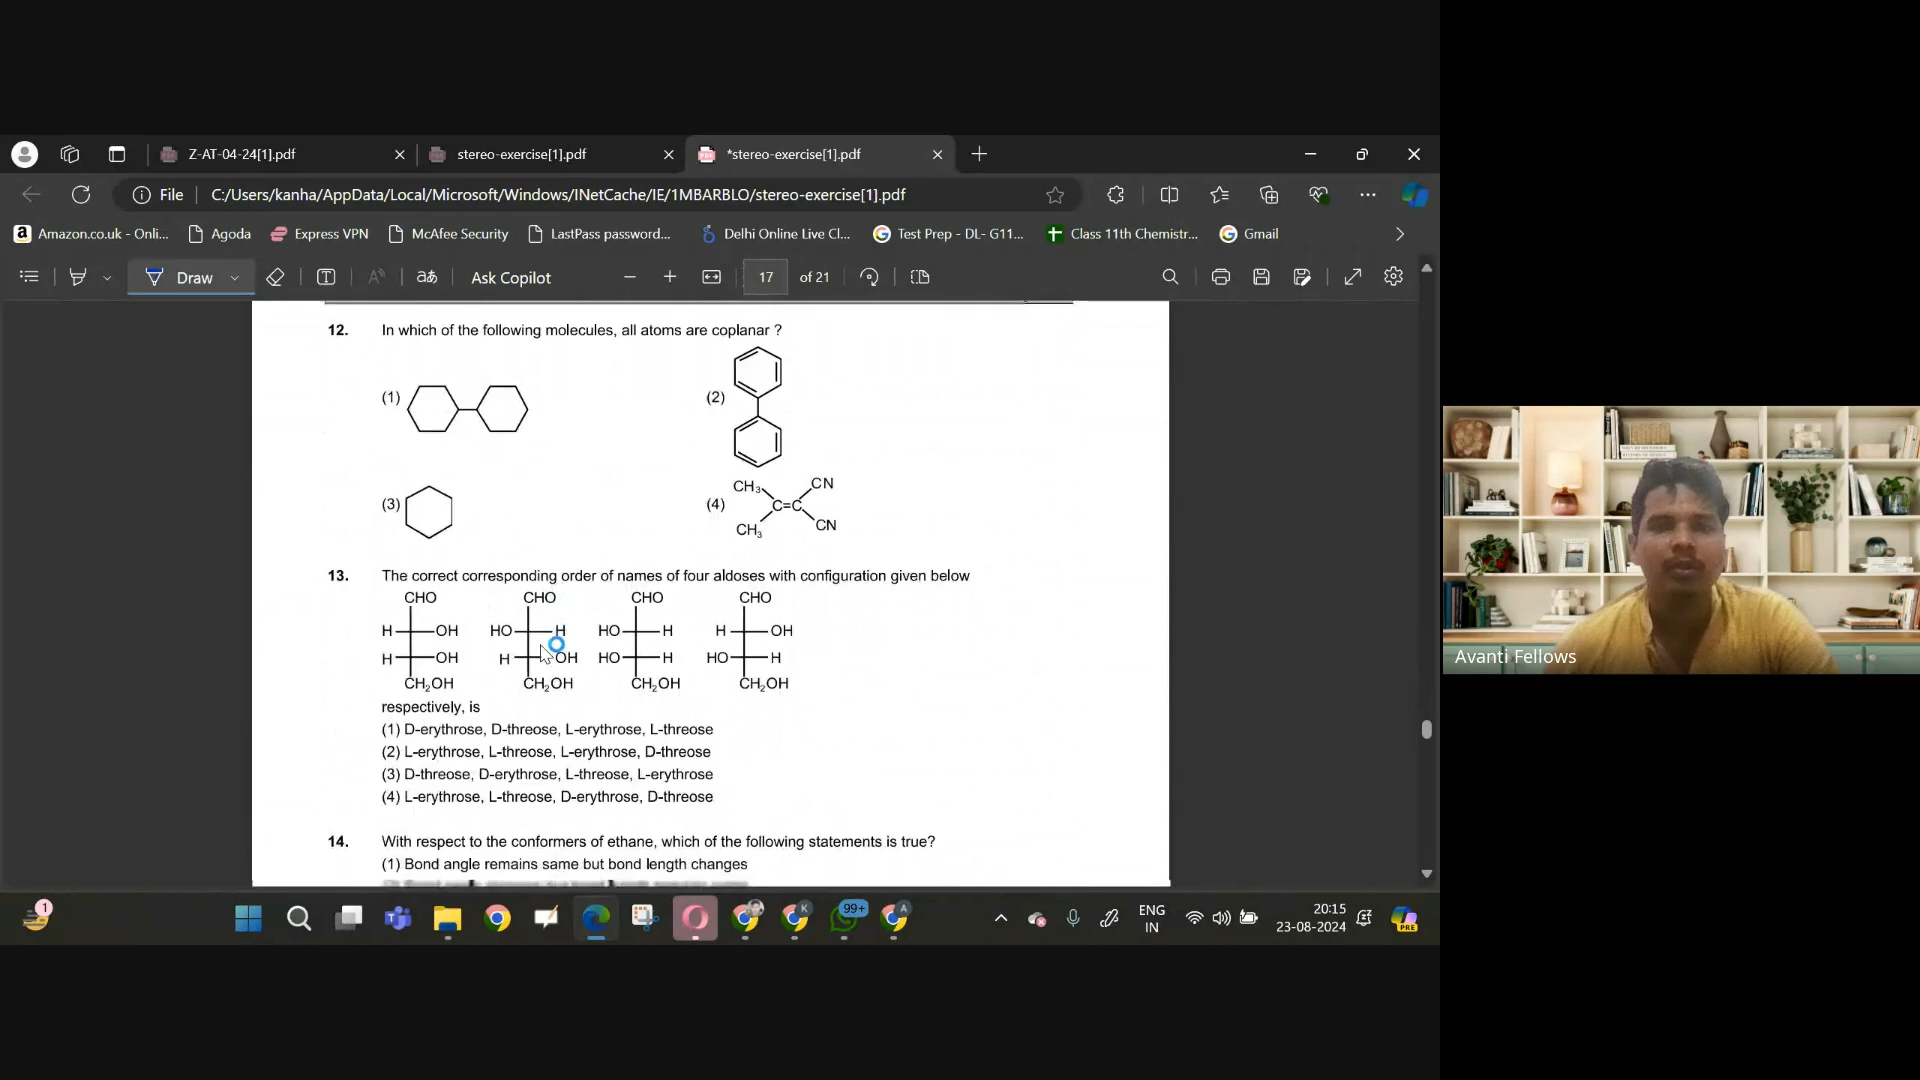 Z-AT-04-24[1].pdf
stereo-exercise[1].pdf
*stereo-exercise[1].pdf
File
C:/Users/kanha/AppData/Local/Microsoft/Windows/INetCache/IE/1MBARBLO/stereo-exercise[1].pdf
Amazon.co.uk - Onli...
Agoda
Express VPN
McAfee Security
LastPass password...
Delhi Online Live Cl...
Test Prep - DL- G11...
Class 11th Chemistr...
Gmail
Draw
Ask Copilot
17 of 21
12. In which of the following molecules, all atoms are coplanar ?
(1)
(2)
(3)
(4)
CH3 CN
C=C
CH3 CN
13. The correct corresponding order of names of four aldoses with configuration given below
CHO CHO CHO CHO
H OH HO H HO H H OH
H OH H OH HO H HO H
CH2OH CH2OH CH2OH CH2OH
respectively, is
(1) D-erythrose, D-threose, L-erythrose, L-threose
(2) L-erythrose, L-threose, L-erythrose, D-threose
(3) D-threose, D-erythrose, L-threose, L-erythrose
(4) L-erythrose, L-threose, D-erythrose, D-threose
14. With respect to the conformers of ethane, which of the following statements is true?
(1) Bond angle remains same but bond length changes
Avanti Fellows
1
K
99+
A
ENG
IN
20:15
23-08-2024
PRE